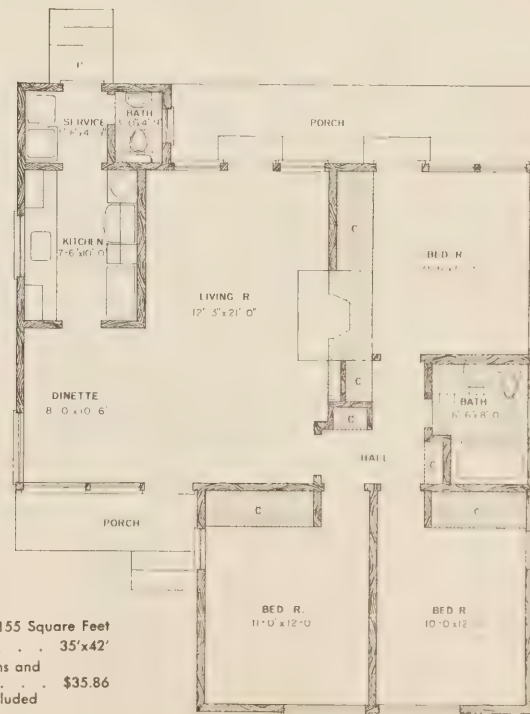 SERVICE
BATH
PORCH
KITCHEN
7-6"x10' 0"
BED R
LIVING R
12' 3"x21' 0"
C
C
C
DINETTE
8 0 x10 6"
BATH
6' 6"x8' 0"
HALL
C
C
C
PORCH
BED R.
11-0"x12-0
BED R
10-0x12
155 Square Feet
. . . 35'x42'
ns and
. . . . $35.86
luded